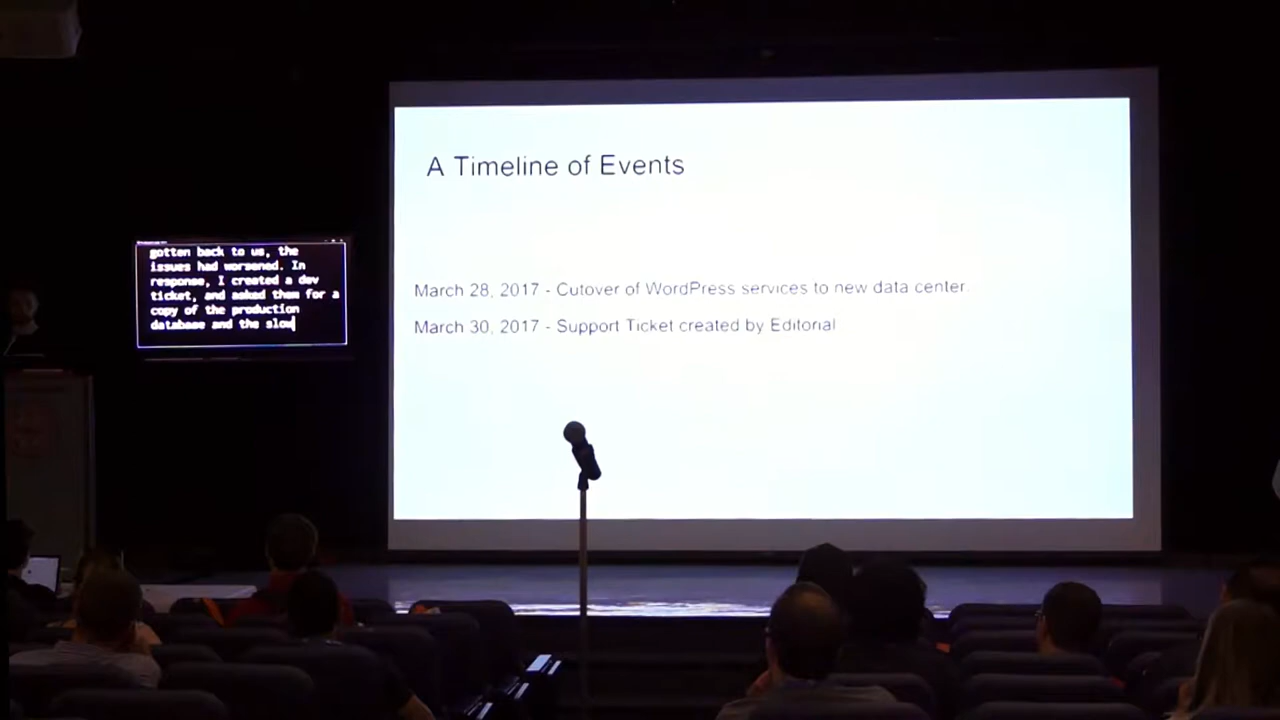 A Timeline of Events
March 28, 2017 - Cutover of WordPress services to new data center.
March 30, 2017 - Support Ticket created by Editorial
gotten back to us, the
issues had worsened. In
response, I created a dev
ticket, and asked them for a
copy of the production
database and the slow